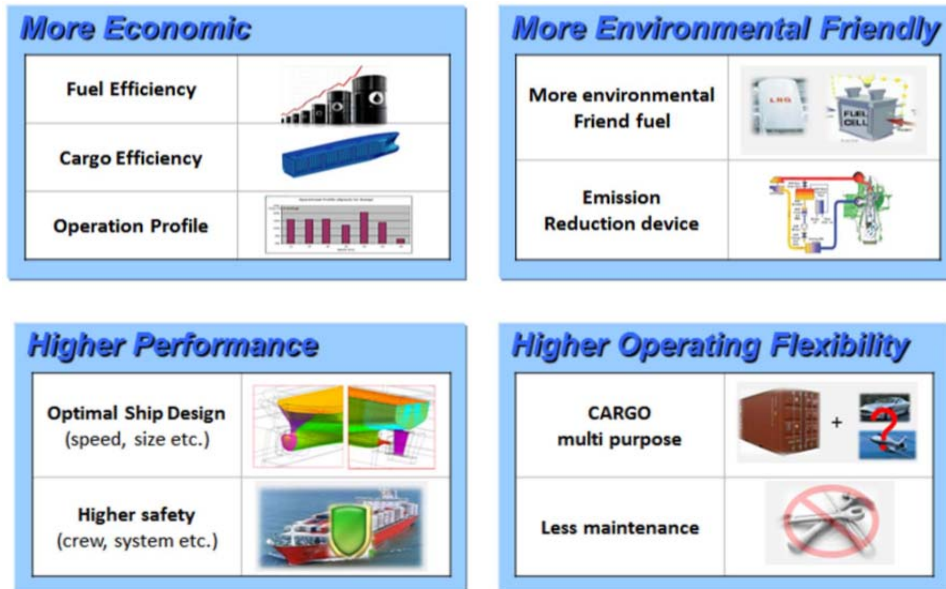 More Economic
Fuel Efficiency
Cargo Efficiency
Operation Profile
More Environmental Friendly
More environmental
Friend fuel
LNG
FUEL
CELL
Emission
Reduction device
Higher Performance
Optimal Ship Design
(speed, size etc.)
Higher safety
(crew, system etc.)
Higher Operating Flexibility
CARGO
multi purpose
+
?
Less maintenance